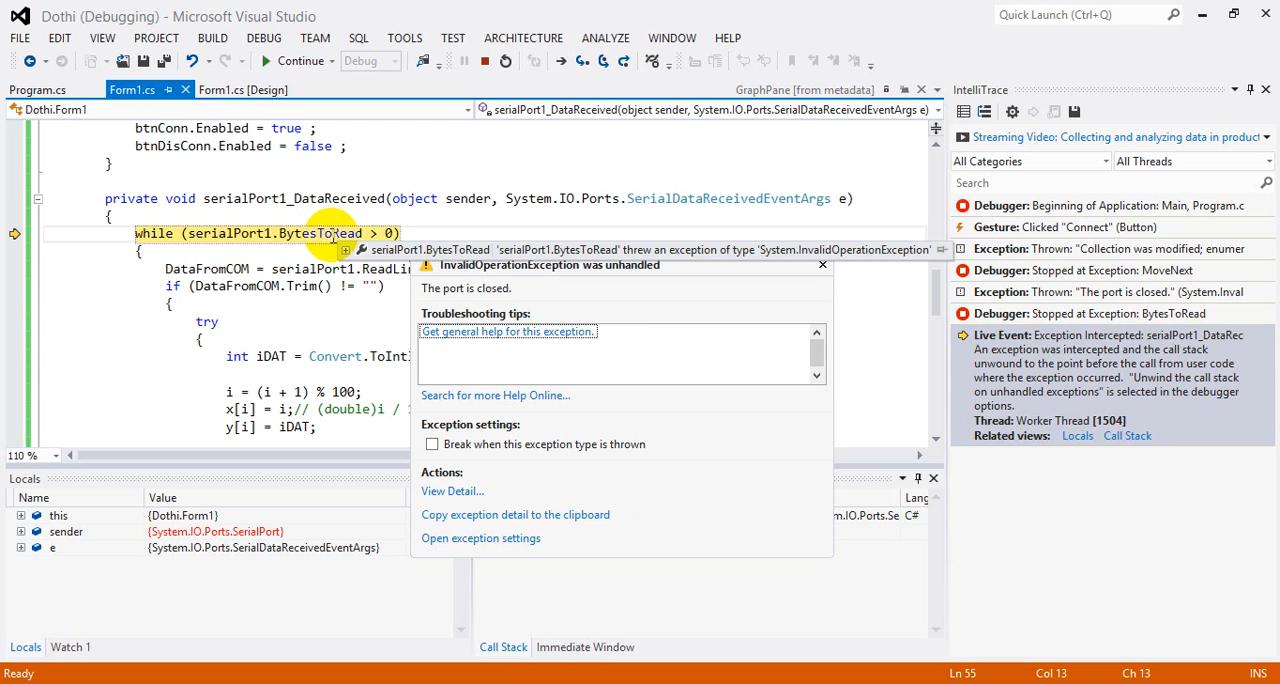 Dothi (Debugging) - Microsoft Visual Studio
Quick Launch (Ctrl+Q)
FILE EDIT VIEW PROJECT BUILD DEBUG TEAM SQL TOOLS TEST ARCHITECTURE ANALYZE WINDOW HELP
Continue Debug
Program.cs Form1.cs Form1.cs [Design] GraphPane [from metadata]
Dothi.Form1 serialPort1_DataReceived(object sender, System.IO.Ports.SerialDataReceivedEventArgs e)
btnConn.Enabled = true ;
btnDisConn.Enabled = false ;
}
private void serialPort1_DataReceived(object sender, System.IO.Ports.SerialDataReceivedEventArgs e)
{
while (serialPort1.BytesToRead > 0)
serialPort1.BytesToRead 'serialPort1.BytesToRead' threw an exception of type 'System.InvalidOperationException'
{
DataFromCOM = serialPort1.ReadLi
if (DataFromCOM.Trim() != "")
{
try
{
int iDAT = Convert.ToInt
i = (i + 1) % 100;
x[i] = i;// (double)i /
y[i] = iDAT;
110 %
InvalidOperationException was unhandled
The port is closed.
Troubleshooting tips:
Get general help for this exception.
Search for more Help Online...
Exception settings:
Break when this exception type is thrown
Actions:
View Detail...
Copy exception detail to the clipboard
Open exception settings
Locals
Name Value
this {Dothi.Form1}
sender {System.IO.Ports.SerialPort}
e {System.IO.Ports.SerialDataReceivedEventArgs}
Lang
m.IO.Ports.Se C#
Locals Watch 1
Call Stack Immediate Window
IntelliTrace
Streaming Video: Collecting and analyzing data in product
All Categories All Threads
Search
Debugger: Beginning of Application: Main, Program.c
Gesture: Clicked "Connect" (Button)
Exception: Thrown: "Collection was modified; enumer
Debugger: Stopped at Exception: MoveNext
Exception: Thrown: "The port is closed." (System.Inval
Debugger: Stopped at Exception: BytesToRead
Live Event: Exception Intercepted: serialPort1_DataRec
An exception was intercepted and the call stack
unwound to the point before the call from user code
where the exception occurred. "Unwind the call stack
on unhandled exceptions" is selected in the debugger
options.
Thread: Worker Thread [1504]
Related views: Locals Call Stack
Ready Ln 55 Col 13 Ch 13 INS